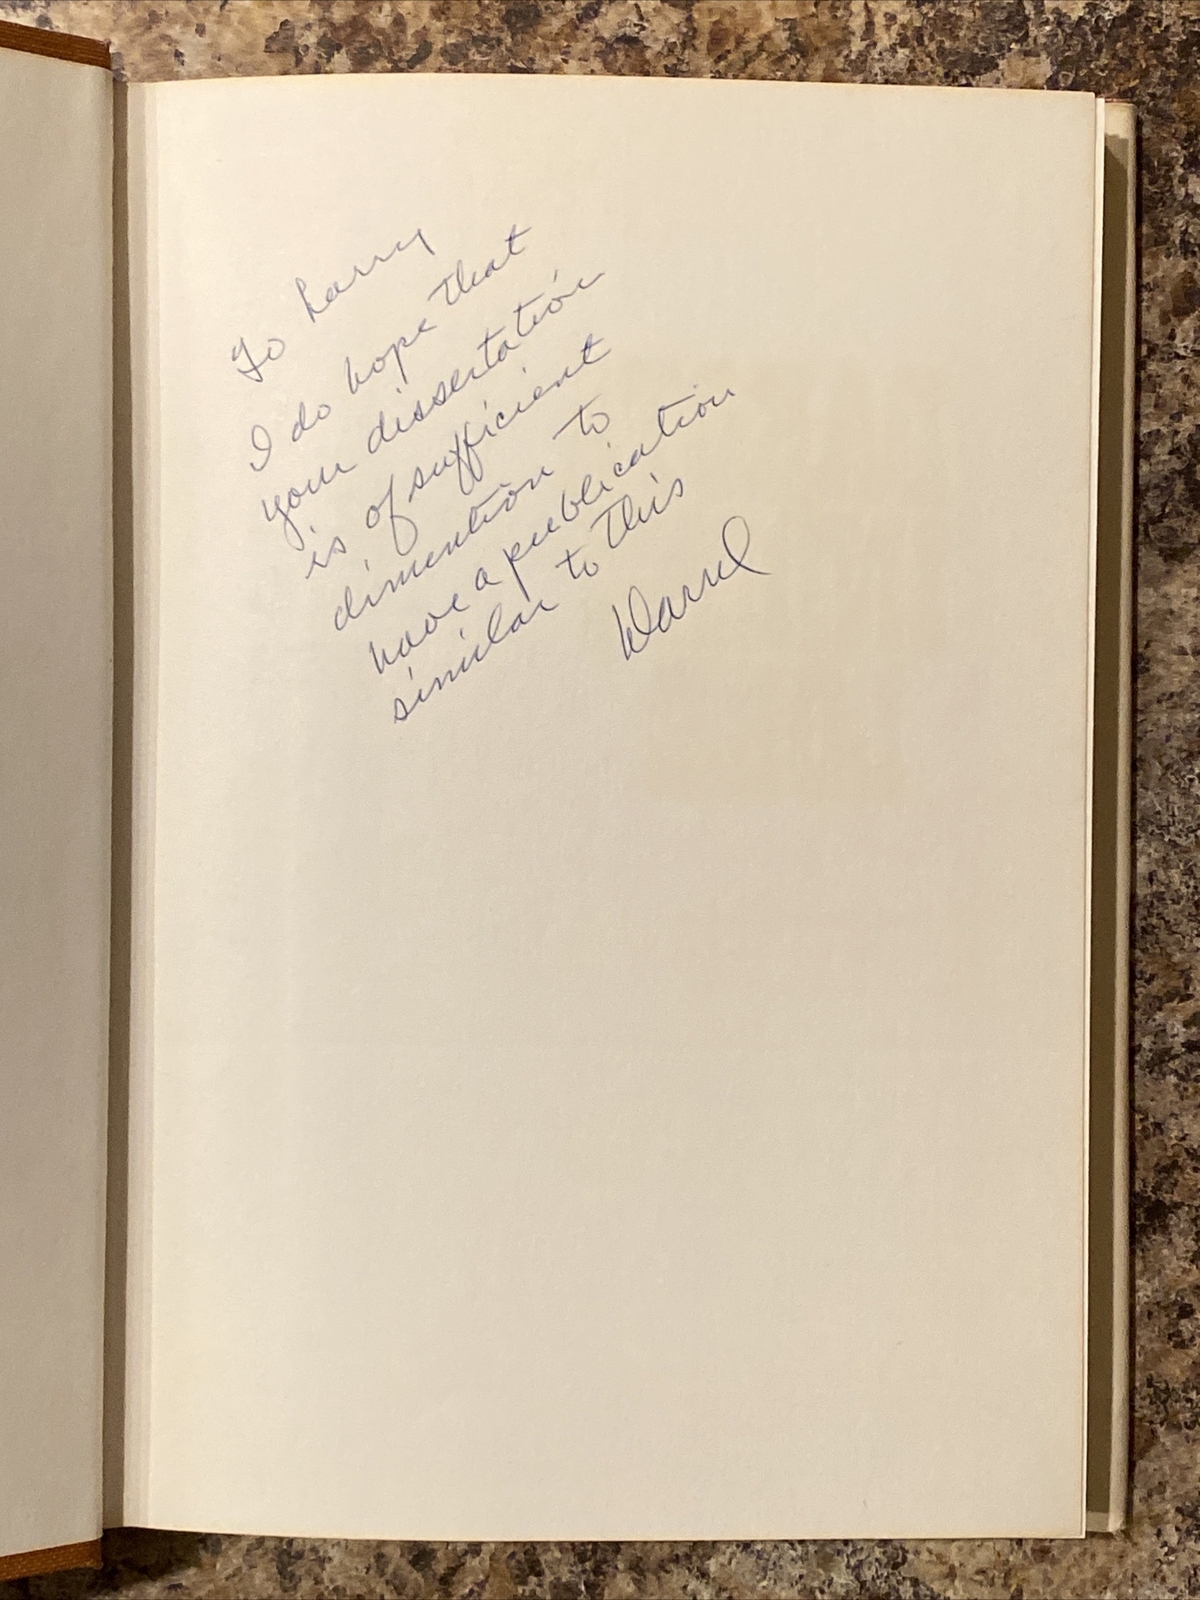 To Larry
I do hope that
your dissertation
is of sufficient
dimention to
have a publication
similar to this
Darrel